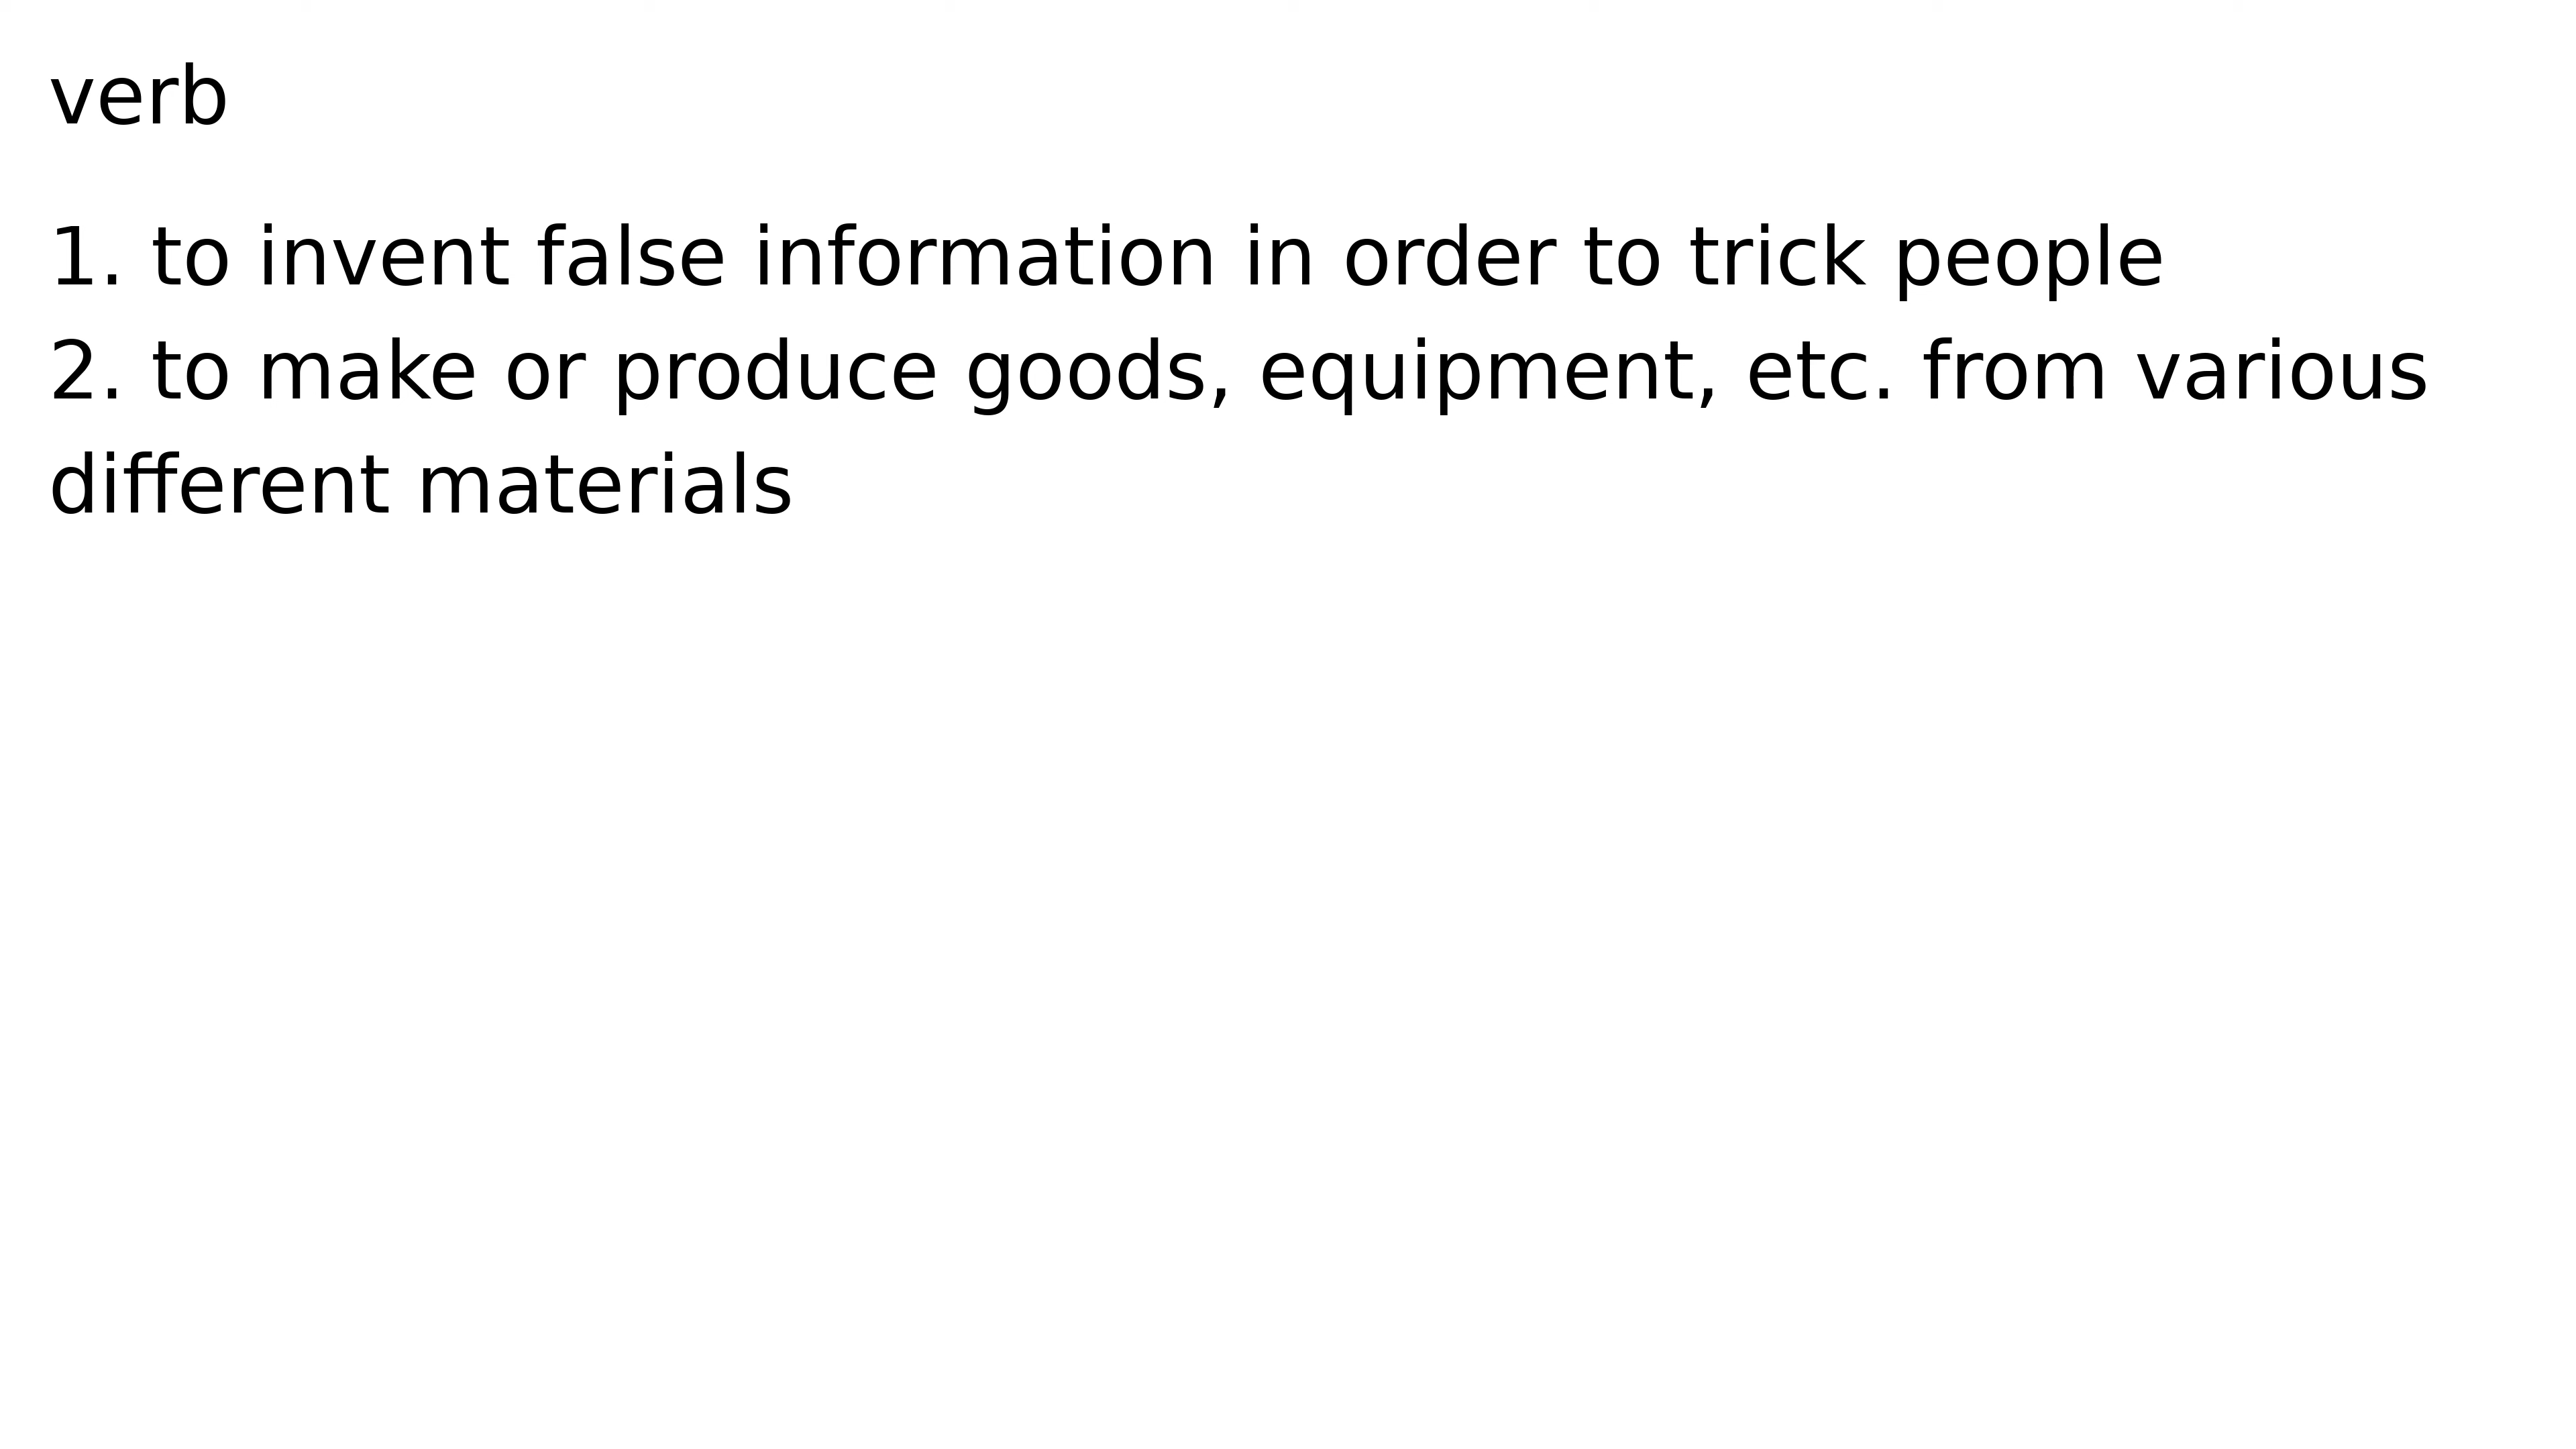 verb
1. to invent false information in order to trick people
2. to make or produce goods, equipment, etc. from various
different materials